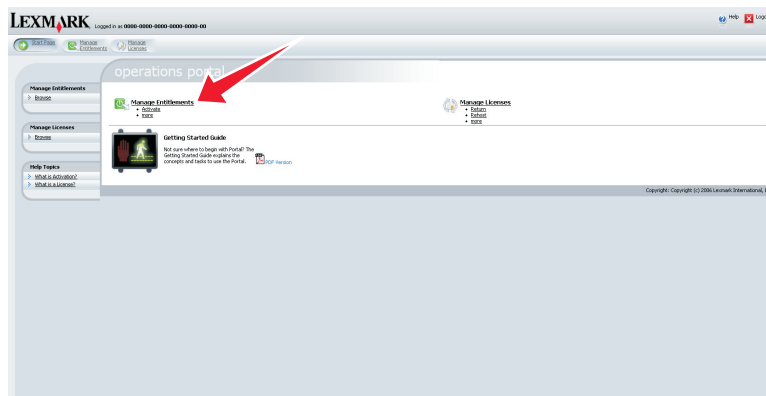 LEXMARK Logged in as 0000-0000-0000-0000-0000-00
Help
Start Page
Manage Entitlements
Manage Licenses
operations portal
Manage Entitlements
Browse
Manage Licenses
Browse
Help Topics
What is Activation?
What is a License?
Manage Entitlements
• Activate
• more
Manage Licenses
• Return
• Rehost
• more
Getting Started Guide
Not sure where to begin with Portal? The
Getting Started Guide explains the
concepts and tasks to use the Portal.
PDF Version
Copyright: Copyright (c) 2006 Lexmark International,